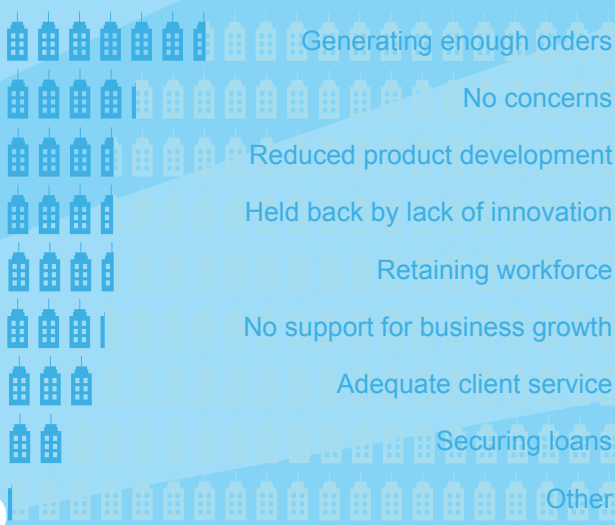 Generating enough orders
No concerns
Reduced product development
Held back by lack of innovation
Retaining workforce
No support for business growth
Adequate client service
Securing loans
Other